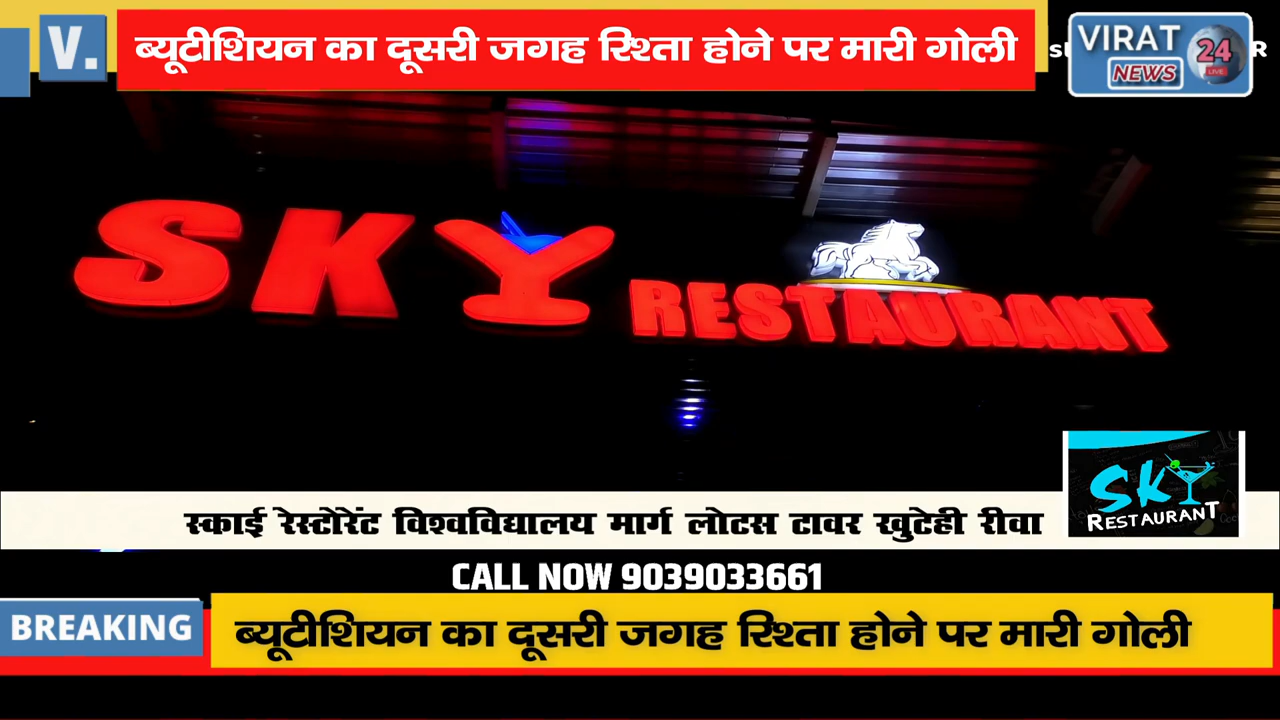 V.
ब्यूटीशियन का दूसरी जगह रिश्ता होने पर मारी गोली
VIRAT
24
LIVE
NEWS
SKY RESTAURANT
SKY
RESTAURANT
स्काई रेस्टोरेंट विश्वविद्यालय मार्ग लोटस टावर खुटेही रीवा
CALL NOW 9039033661
BREAKING
ब्यूटीशियन का दूसरी जगह रिश्ता होने पर मारी गोली